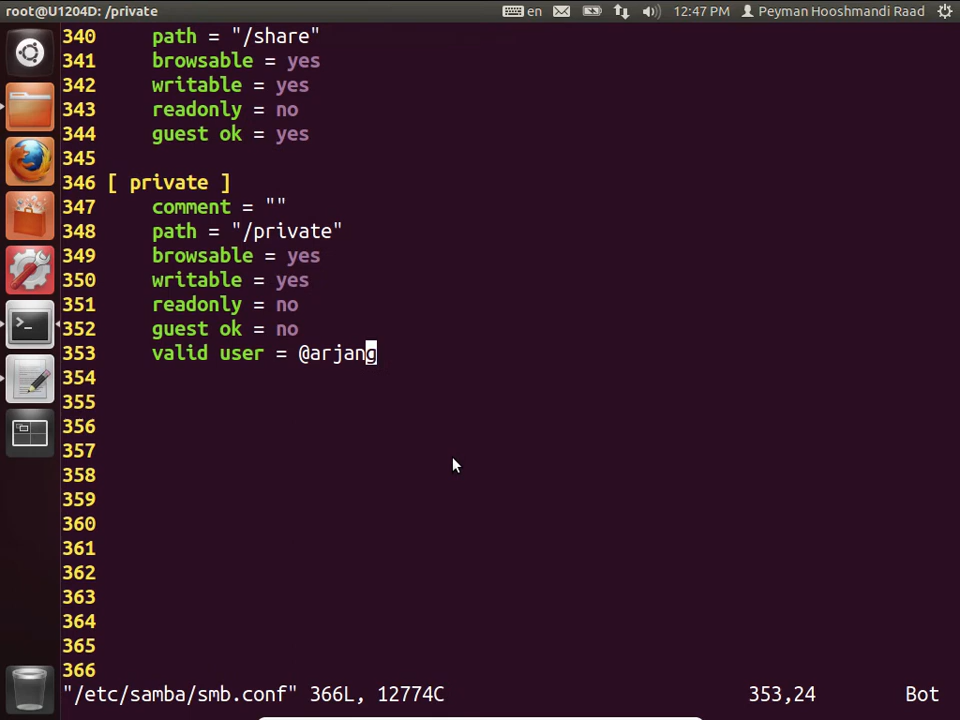 root@U1204D: /private
en
12:47 PM
Peyman Hooshmandi Raad
340 path = "/share"
341 browsable = yes
342 writable = yes
343 readonly = no
344 guest ok = yes
345
346 [ private ]
347 comment = ""
348 path = "/private"
349 browsable = yes
350 writable = yes
351 readonly = no
352 guest ok = no
353 valid user = @arjang
354
355
356
357
358
359
360
361
362
363
364
365
366
"/etc/samba/smb.conf" 366L, 12774C 353,24 Bot